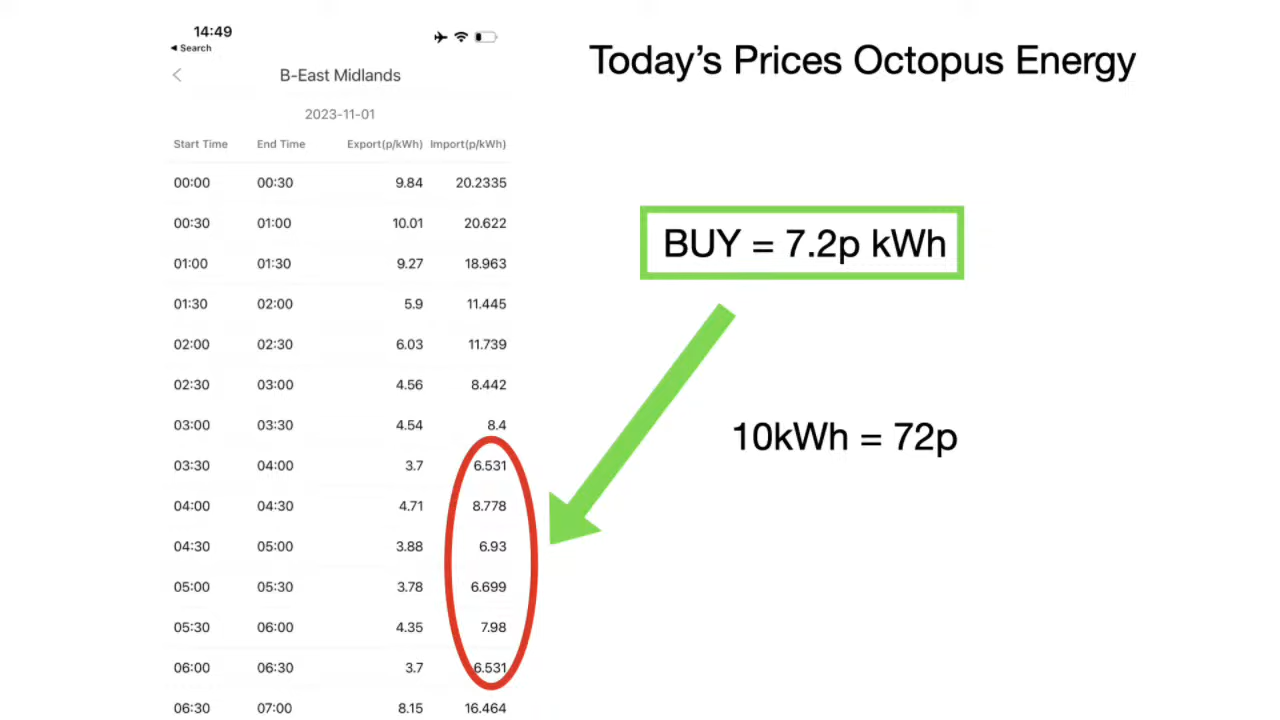 14:49
Search
B-East Midlands
2023-11-01
Start Time End Time Export(p/kWh) Import(p/kWh)
00:00 00:30 9.84 20.2335
00:30 01:00 10.01 20.622
01:00 01:30 9.27 18.963
01:30 02:00 5.9 11.445
02:00 02:30 6.03 11.739
02:30 03:00 4.56 8.442
03:00 03:30 4.54 8.4
03:30 04:00 3.7 6.531
04:00 04:30 4.71 8.778
04:30 05:00 3.88 6.93
05:00 05:30 3.78 6.699
05:30 06:00 4.35 7.98
06:00 06:30 3.7 6.531
06:30 07:00 8.15 16.464
Today’s Prices Octopus Energy
BUY = 7.2p kWh
10kWh = 72p